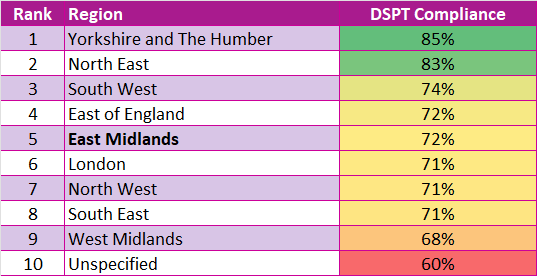 Rank Region DSPT Compliance
1 Yorkshire and The Humber 85%
2 North East 83%
3 South West 74%
4 East of England 72%
5 East Midlands 72%
6 London 71%
7 North West 71%
8 South East 71%
9 West Midlands 68%
10 Unspecified 60%